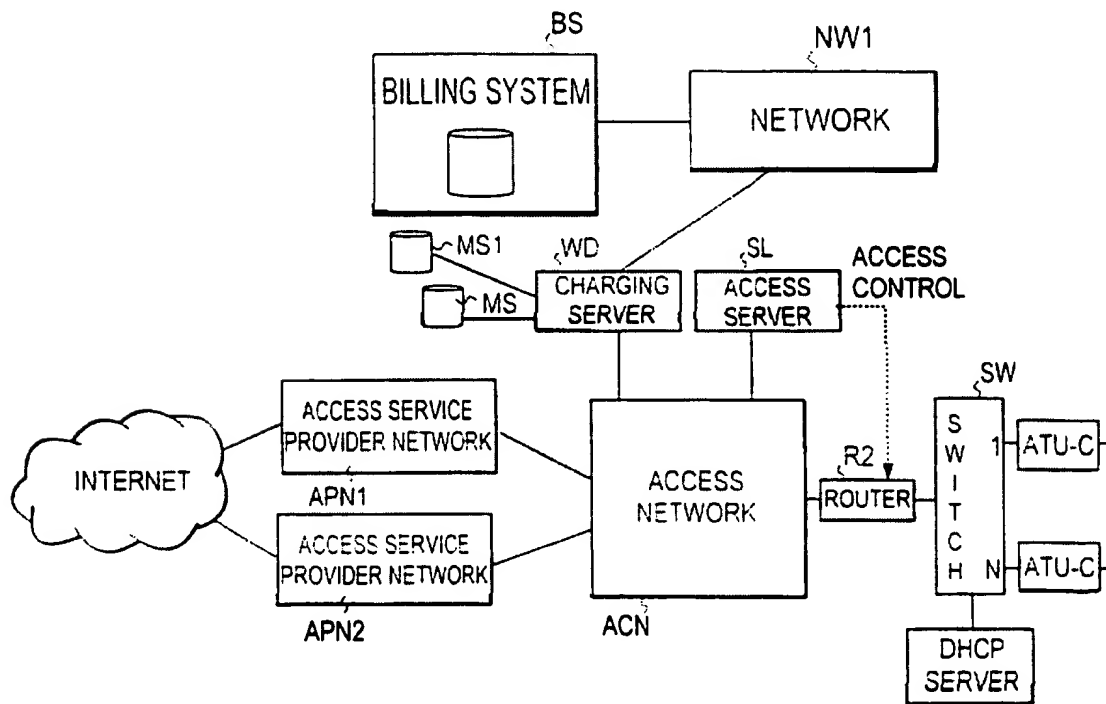 BS
NW1
BILLING SYSTEM
NETWORK
MS1
WD
SL
ACCESS
CONTROL
MS
CHARGING
SERVER
ACCESS
SERVER
SW
ACCESS SERVICE
PROVIDER NETWORK
SWITCH
1
ATU-C
INTERNET
APN1
ACCESS
NETWORK
R2
ROUTER
ACCESS SERVICE
PROVIDER NETWORK
N
ATU-C
APN2
ACN
DHCP
SERVER